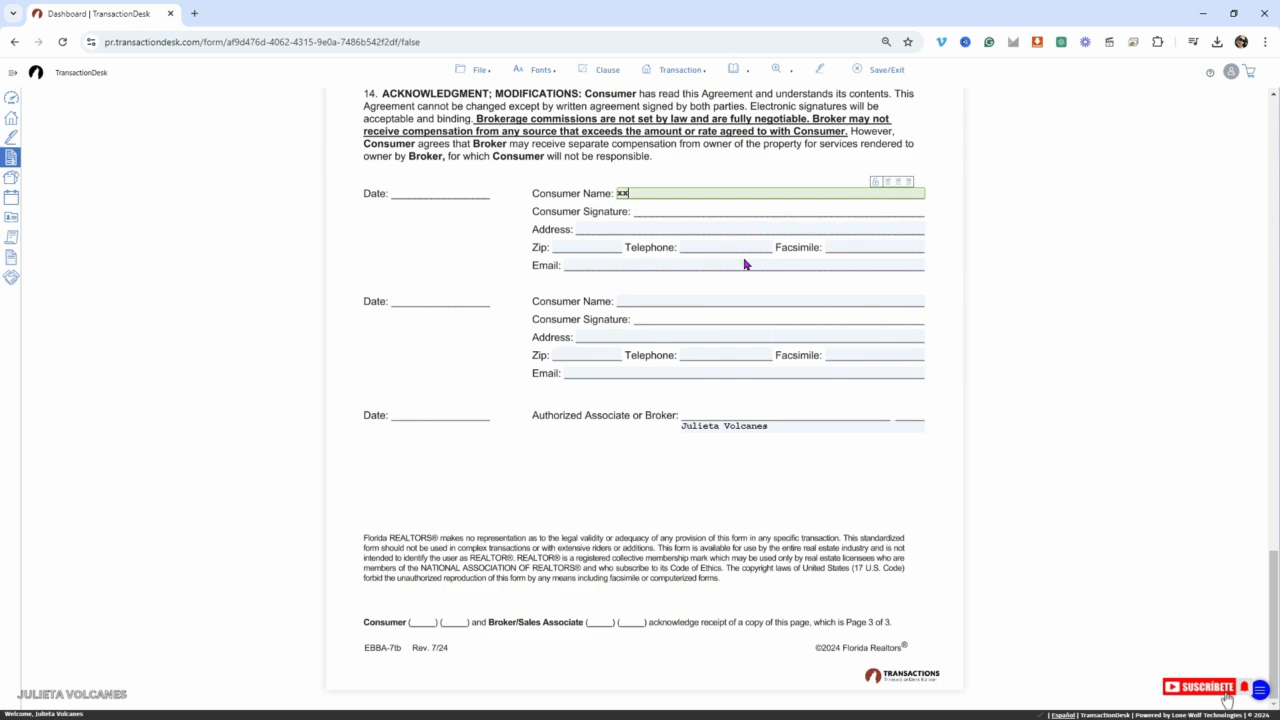 Dashboard | TransactionDesk
pr.transactiondesk.com/form/af9d476d-4062-4315-9e0a-7486b542f2df/false
TransactionDesk
File
Fonts
Clause
Transaction
Save/Exit
14. ACKNOWLEDGMENT; MODIFICATIONS: Consumer has read this Agreement and understands its contents. This
Agreement cannot be changed except by written agreement signed by both parties. Electronic signatures will be
acceptable and binding. Brokerage commissions are not set by law and are fully negotiable. Broker may not
receive compensation from any source that exceeds the amount or rate agreed to with Consumer. However,
Consumer agrees that Broker may receive separate compensation from owner of the property for services rendered to
owner by Broker, for which Consumer will not be responsible.
Date: ________________ Consumer Name: xx
Consumer Signature:
Address:
Zip: Telephone: Facsimile:
Email:
Date: ________________ Consumer Name:
Consumer Signature:
Address:
Zip: Telephone: Facsimile:
Email:
Date: ________________ Authorized Associate or Broker:
Julieta Volcanes
Florida REALTORS® makes no representation as to the legal validity or adequacy of any provision of this form in any specific transaction. This standardized
form should not be used in complex transactions or with extensive riders or additions. This form is available for use by the entire real estate industry and is not
intended to identify the user as REALTOR®. REALTOR® is a registered collective membership mark which may be used only by real estate licensees who are
members of the NATIONAL ASSOCIATION OF REALTORS® and who subscribe to its Code of Ethics. The copyright laws of United States (17 U.S. Code)
forbid the unauthorized reproduction of this form by any means including facsimile or computerized forms.
Consumer (_____) (_____) and Broker/Sales Associate (_____) (_____) acknowledge receipt of a copy of this page, which is Page 3 of 3.
EBBA-7tb Rev. 7/24 ©2024 Florida Realtors®
TRANSACTIONS
JULIETA VOLCANES
SUSCRÍBETE
Welcome, Julieta Volcanes
| Español | TransactionDesk | Powered by Lone Wolf Technologies | © 2024